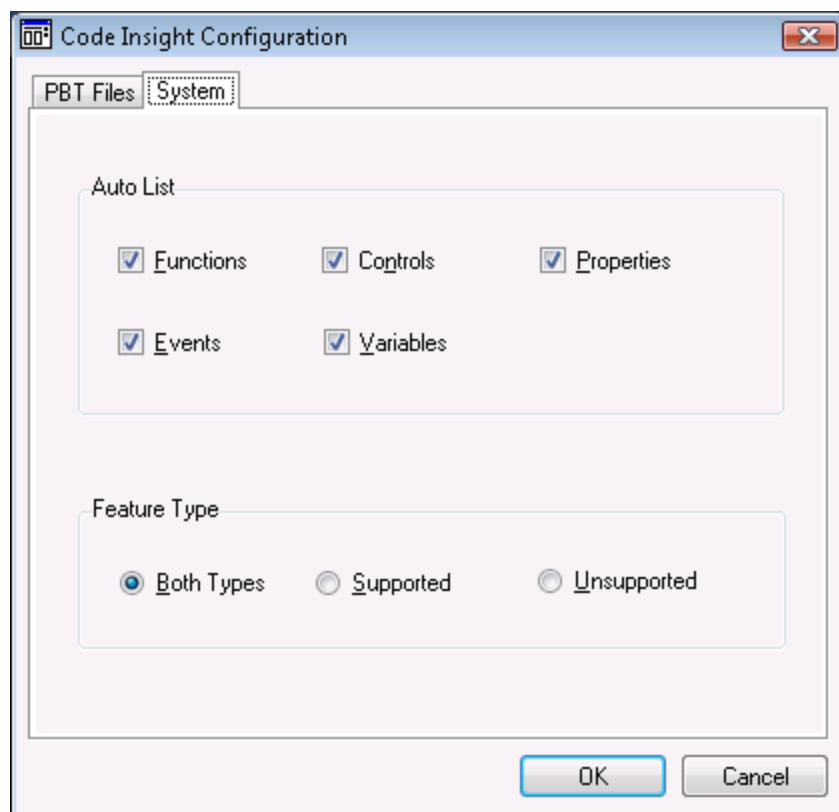 Code Insight Configuration
PBT Files System
Auto List
Functions Controls Properties
Events Variables
Feature Type
Both Types Supported Unsupported
OK Cancel